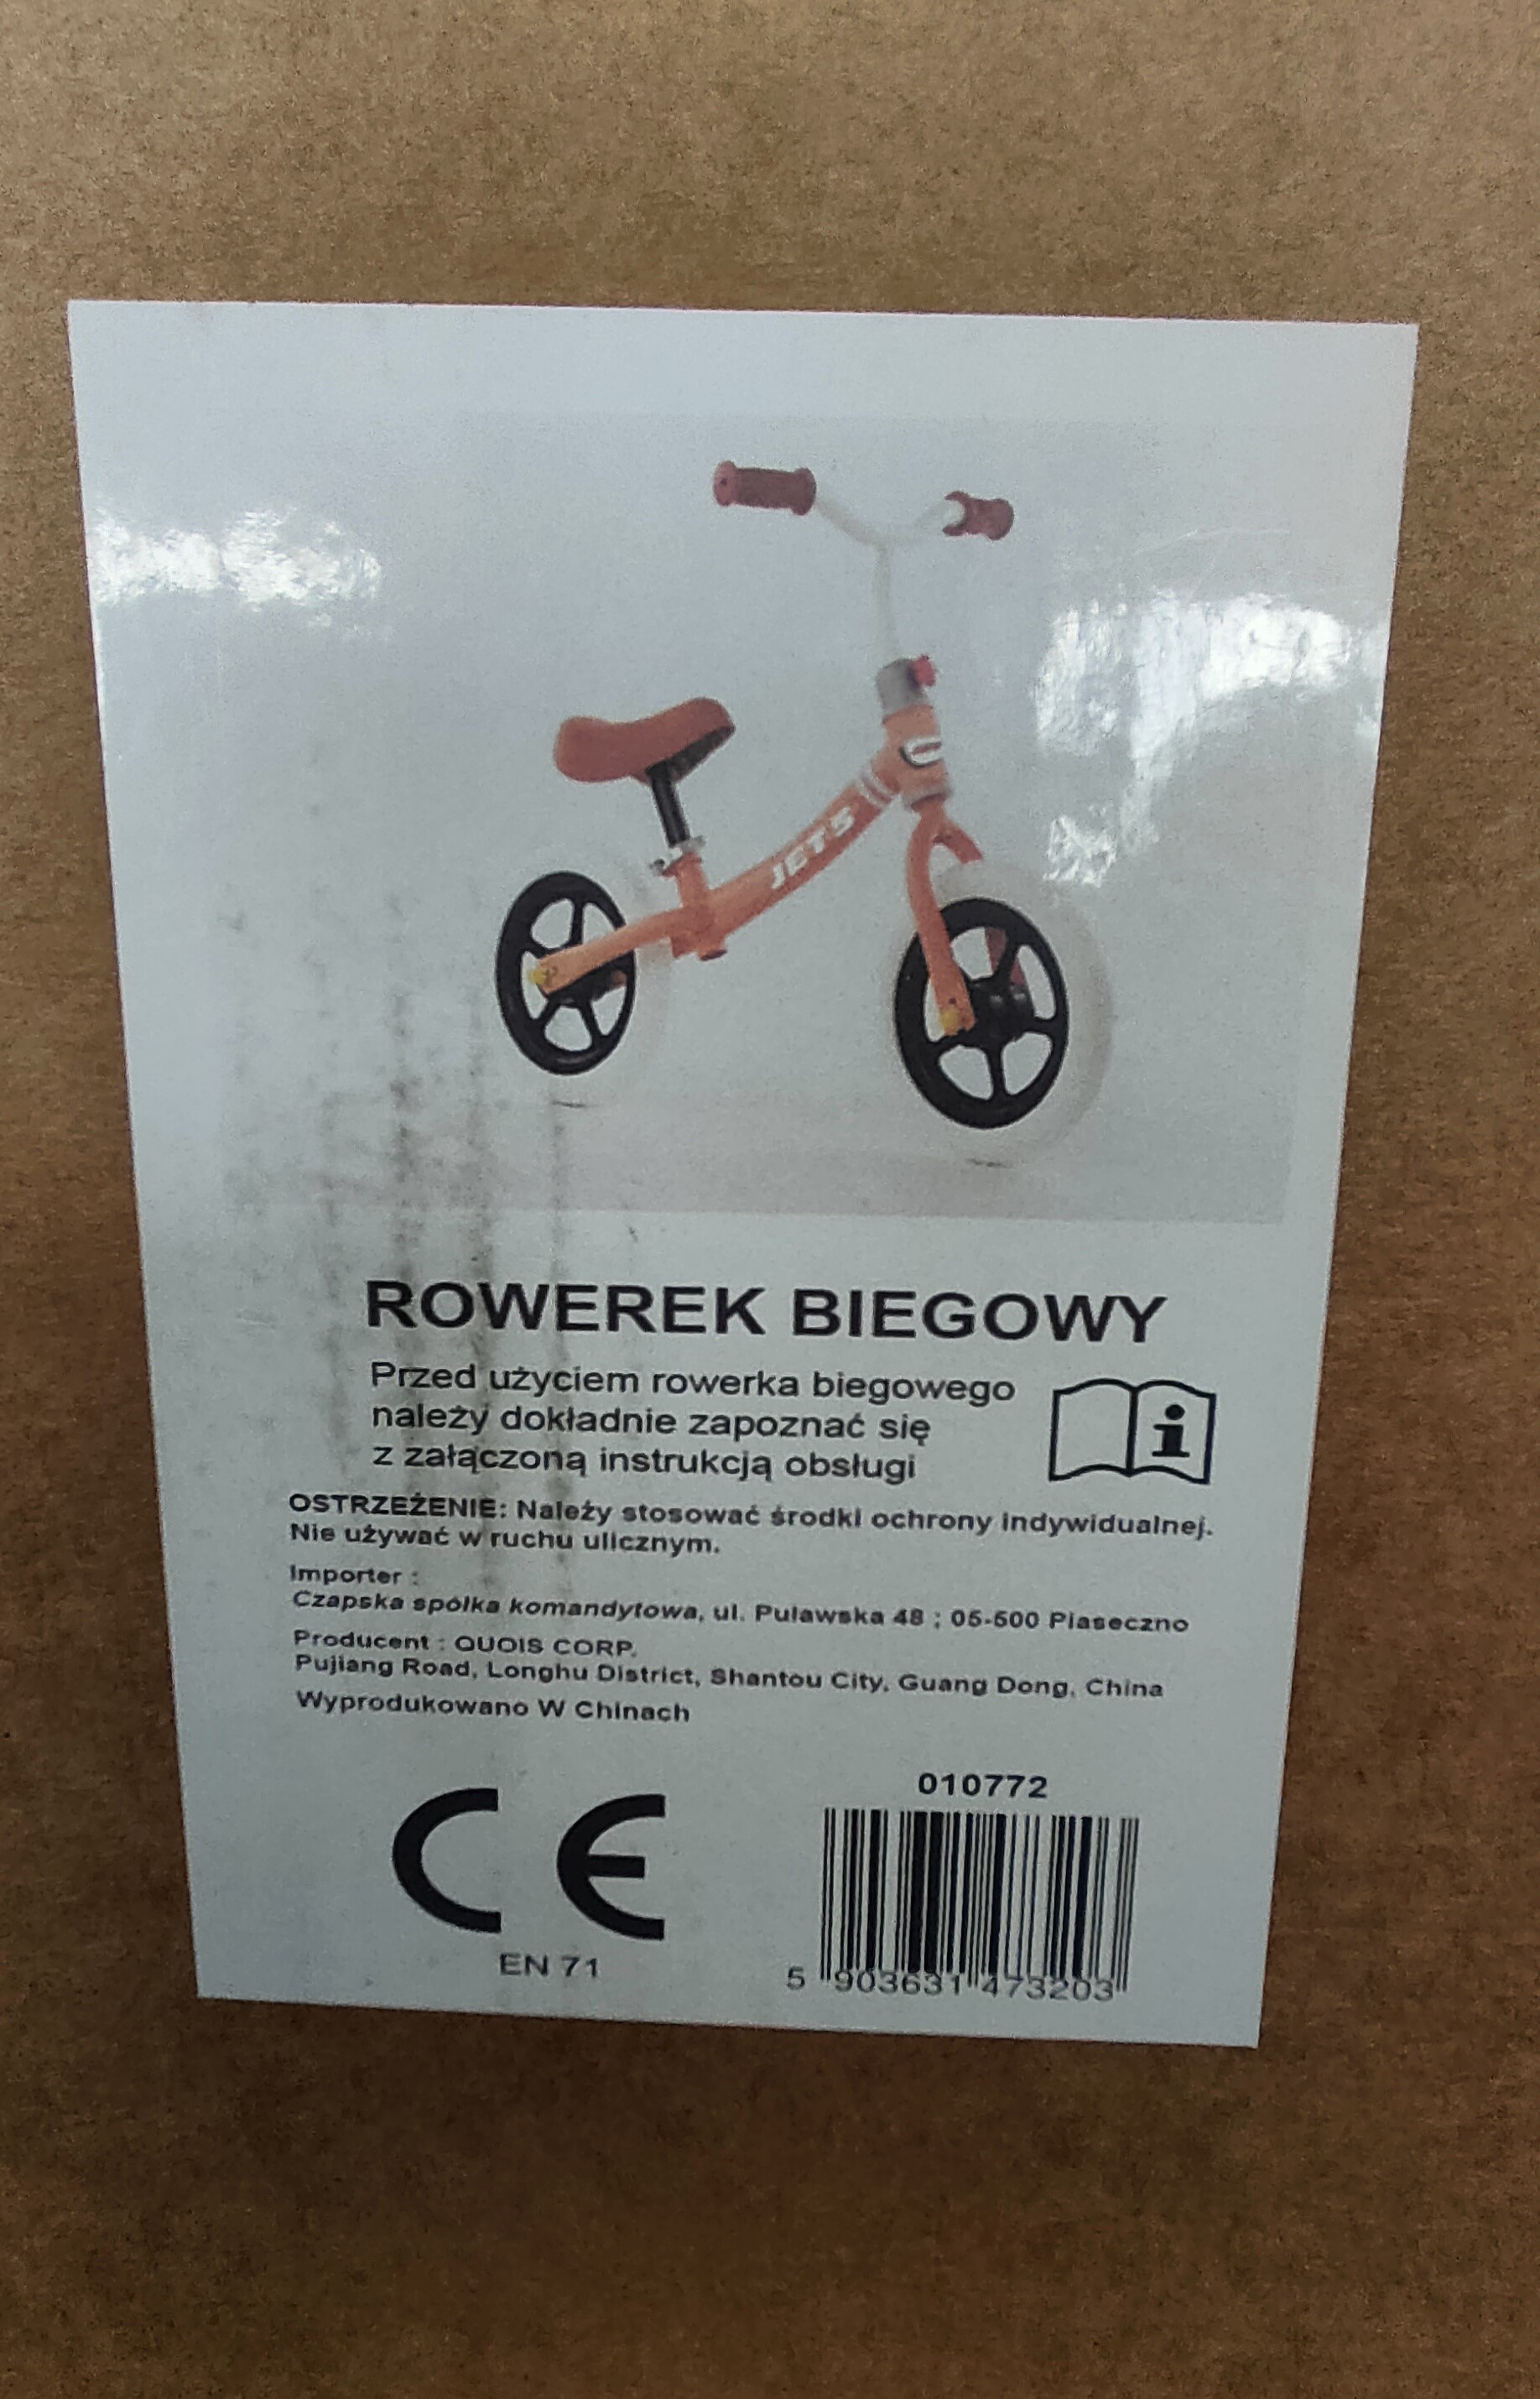 JET 5
ROWEREK BIEGOWY
Przed użyciem rowerka biegowego
należy dokładnie zapoznać się
z załączoną instrukcją obsługi
OSTRZEŻENIE: Należy stosować środki ochrony indywidualnej.
Nie używać w ruchu ulicznym.
Importer :
Czapska spółka komandytowa, ul. Puławska 48 ; 05-500 Piaseczno
Producent : QUOIS CORP.
Pujiang Road, Longhu District, Shantou City, Guang Dong, China
Wyprodukowano W Chinach
010772
CE
EN 71
5 903631 473203